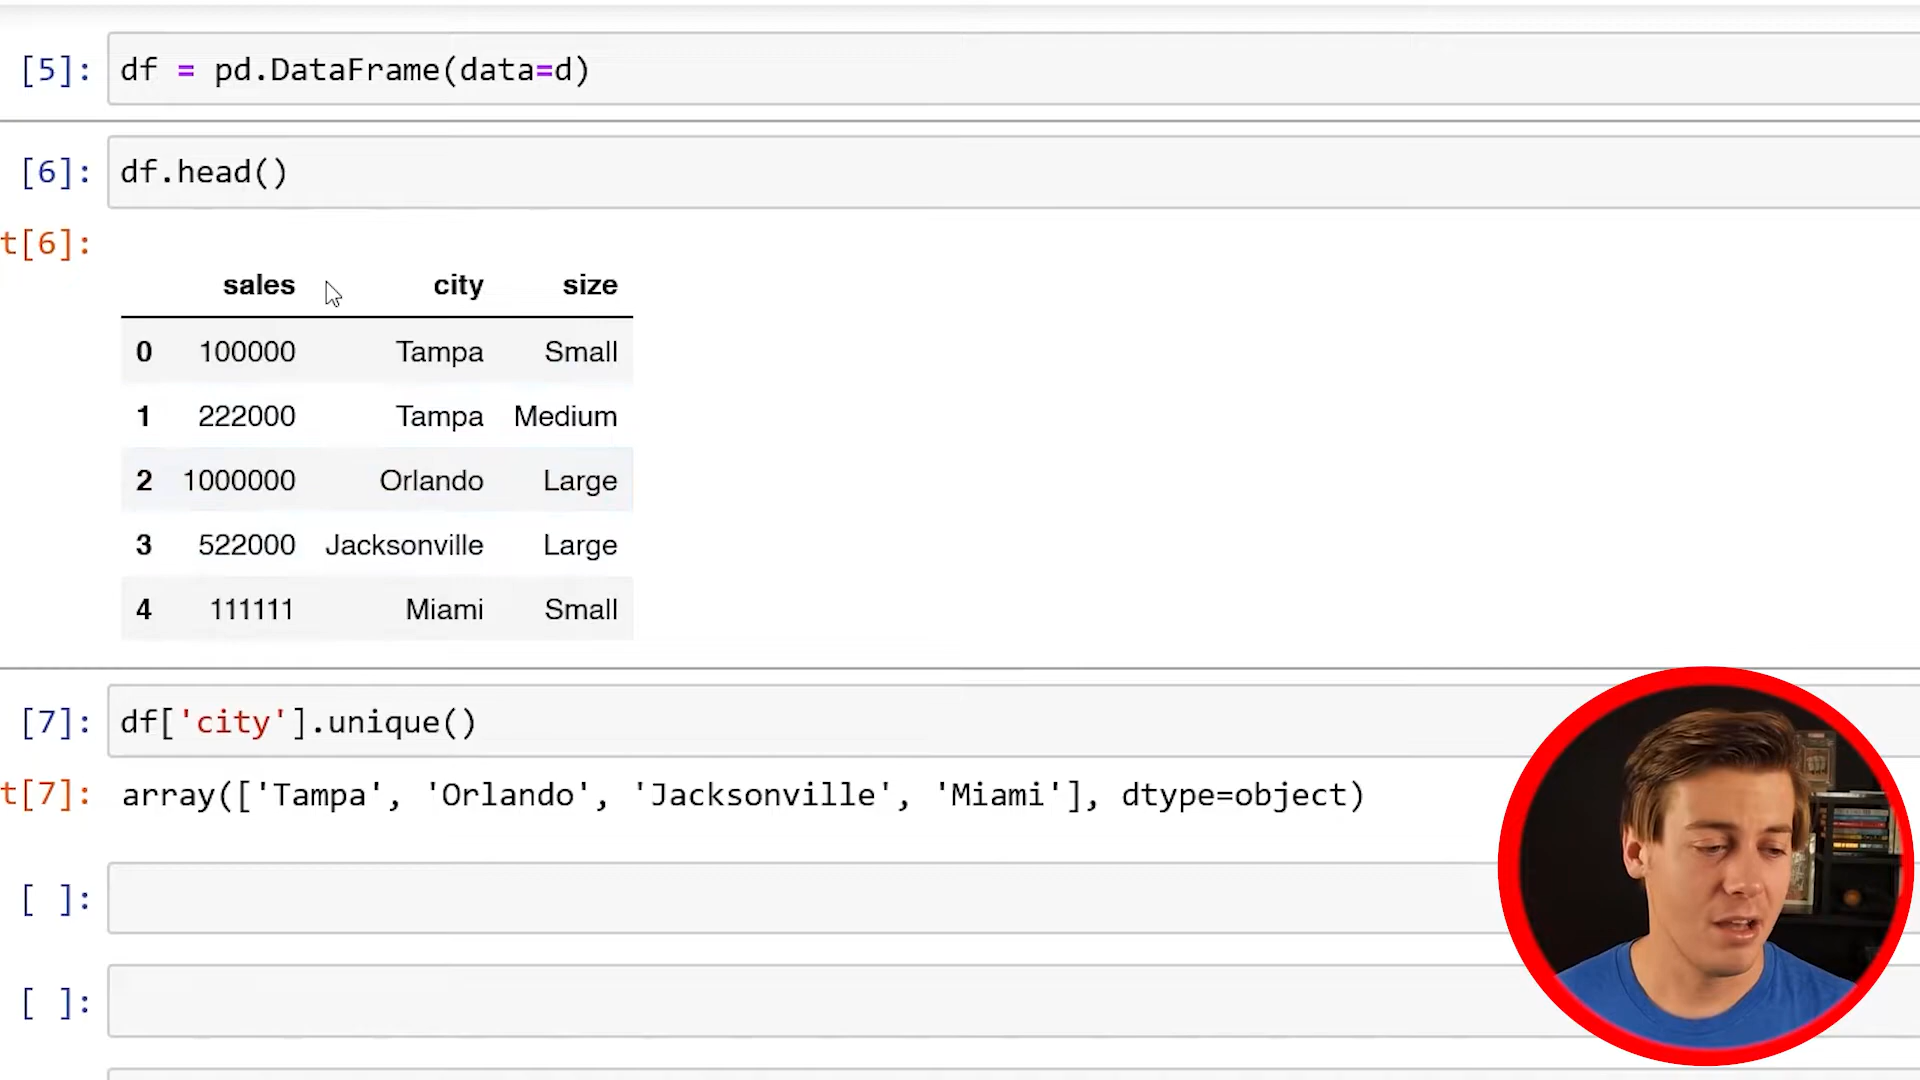 [5]: df = pd.DataFrame(data=d)
[6]: df.head()
t[6]:
sales city size
0 100000 Tampa Small
1 222000 Tampa Medium
2 1000000 Orlando Large
3 522000 Jacksonville Large
4 111111 Miami Small
[7]: df['city'].unique()
t[7]: array(['Tampa', 'Orlando', 'Jacksonville', 'Miami'], dtype=object)
[ ]:
[ ]: